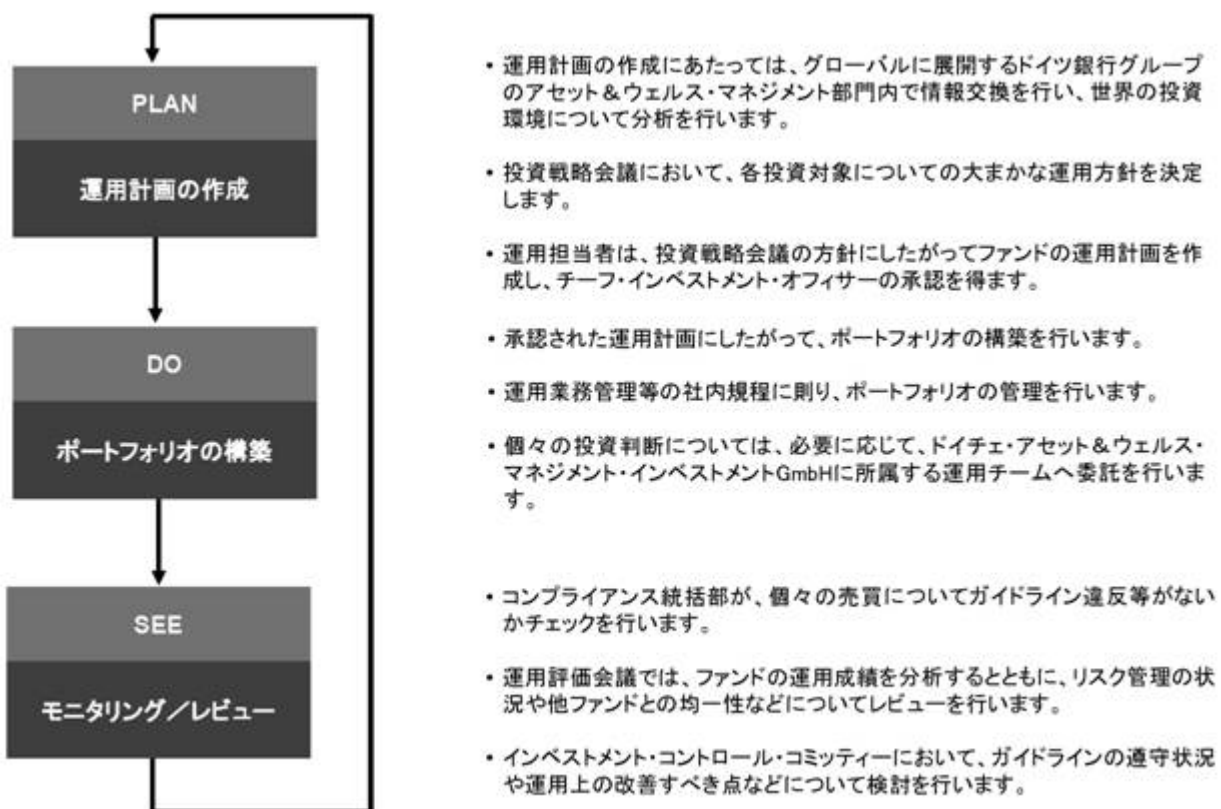 PLAN
運用計画の作成
・運用計画の作成にあたっては、グローバルに展開するドイツ銀行グループ
のアセット＆ウェルス・マネジメント部門内で情報交換を行い、世界の投資
環境について分析を行います。
・投資戦略会議において、各投資対象についての大まかな運用方針を決定
します。
・運用担当者は、投資戦略会議の方針にしたがってファンドの運用計画を作
成し、チーフ・インベストメント・オフィサーの承認を得ます。
DO
ポートフォリオの構築
・承認された運用計画にしたがって、ポートフォリオの構築を行います。
・運用業務管理等の社内規程に則り、ポートフォリオの管理を行います。
・個々の投資判断については、必要に応じて、ドイチェ・アセット＆ウェルス・
マネジメント・インベストメントGmbHに所属する運用チームへ委託を行いま
す。
SEE
モニタリング／レビュー
・コンプライアンス統括部が、個々の売買についてガイドライン違反等がない
かチェックを行います。
・運用評価会議では、ファンドの運用成績を分析するとともに、リスク管理の状
況や他ファンドとの均一性などについてレビューを行います。
・インベストメント・コントロール・コミッティーにおいて、ガイドラインの遵守状況
や運用上の改善すべき点などについて検討を行います。